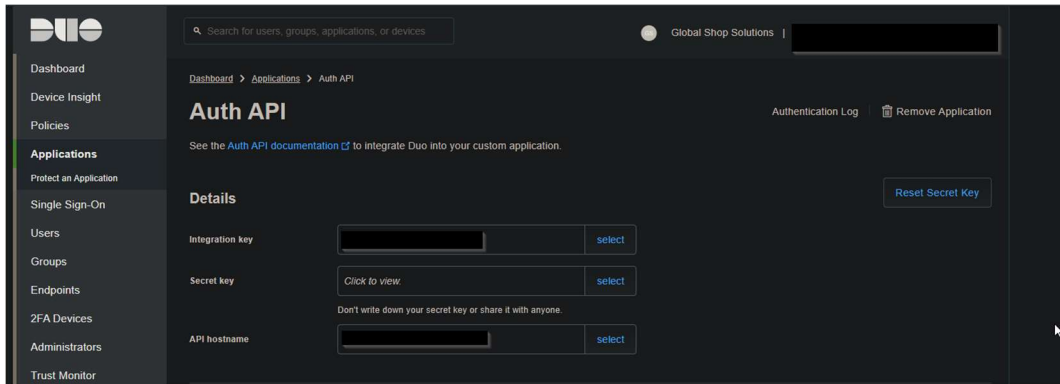 DUO
Search for users, groups, applications, or devices
GS Global Shop Solutions |
Dashboard
Device Insight
Policies
Applications
Protect an Application
Single Sign-On
Users
Groups
Endpoints
2FA Devices
Administrators
Trust Monitor
Dashboard > Applications > Auth API
Auth API
Authentication Log
Remove Application
See the Auth API documentation to integrate Duo into your custom application.
Details
Reset Secret Key
Integration key
select
Secret key
Click to view.
select
Don't write down your secret key or share it with anyone.
API hostname
select